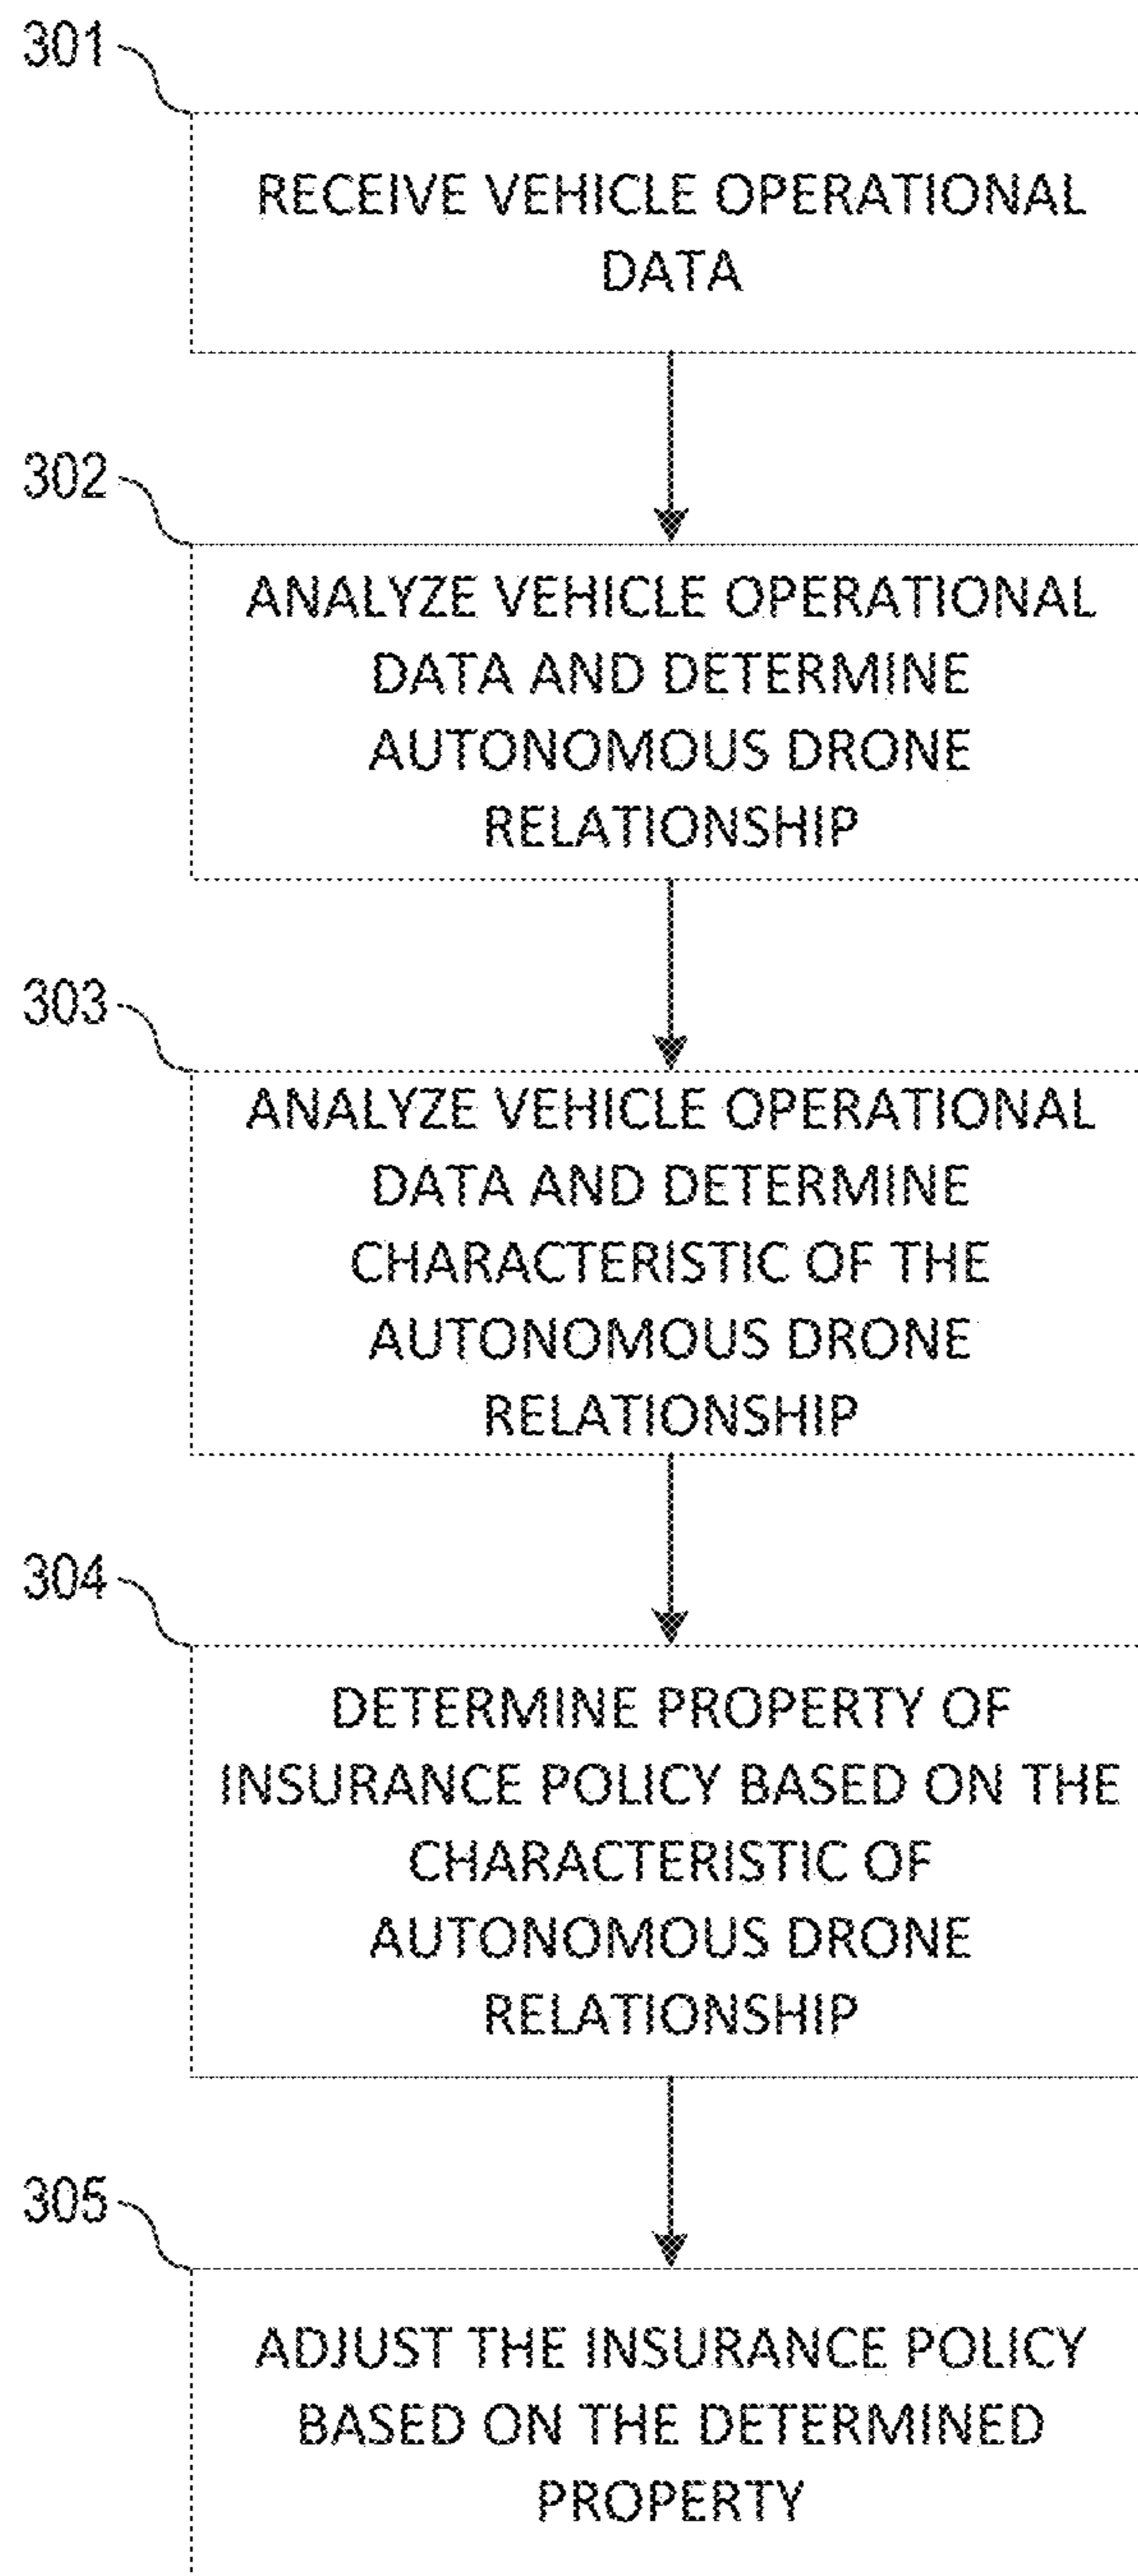 301
RECEIVE VEHICLE OPERATIONAL
DATA
302
ANALYZE VEHICLE OPERATIONAL
DATA AND DETERMINE
AUTONOMOUS DRONE
RELATIONSHIP
303
ANALYZE VEHICLE OPERATIONAL
DATA AND DETERMINE
CHARACTERISTIC OF THE
AUTONOMOUS DRONE
RELATIONSHIP
304
DETERMINE PROPERTY OF
INSURANCE POLICY BASED ON THE
CHARACTERISTIC OF
AUTONOMOUS DRONE
RELATIONSHIP
305
ADJUST THE INSURANCE POLICY
BASED ON THE DETERMINED
PROPERTY